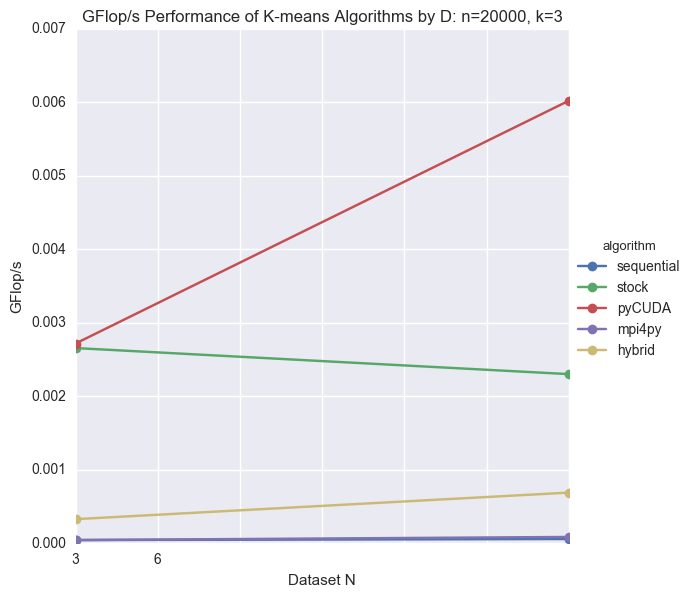 GFlop/s Performance of K-means Algorithms by D: n=20000, k=3
0.007
0.006
0.005
0.004
0.003
0.002
0.001
0.000
GFlop/s
3 6
Dataset N
algorithm
sequential
stock
pyCUDA
mpi4py
hybrid